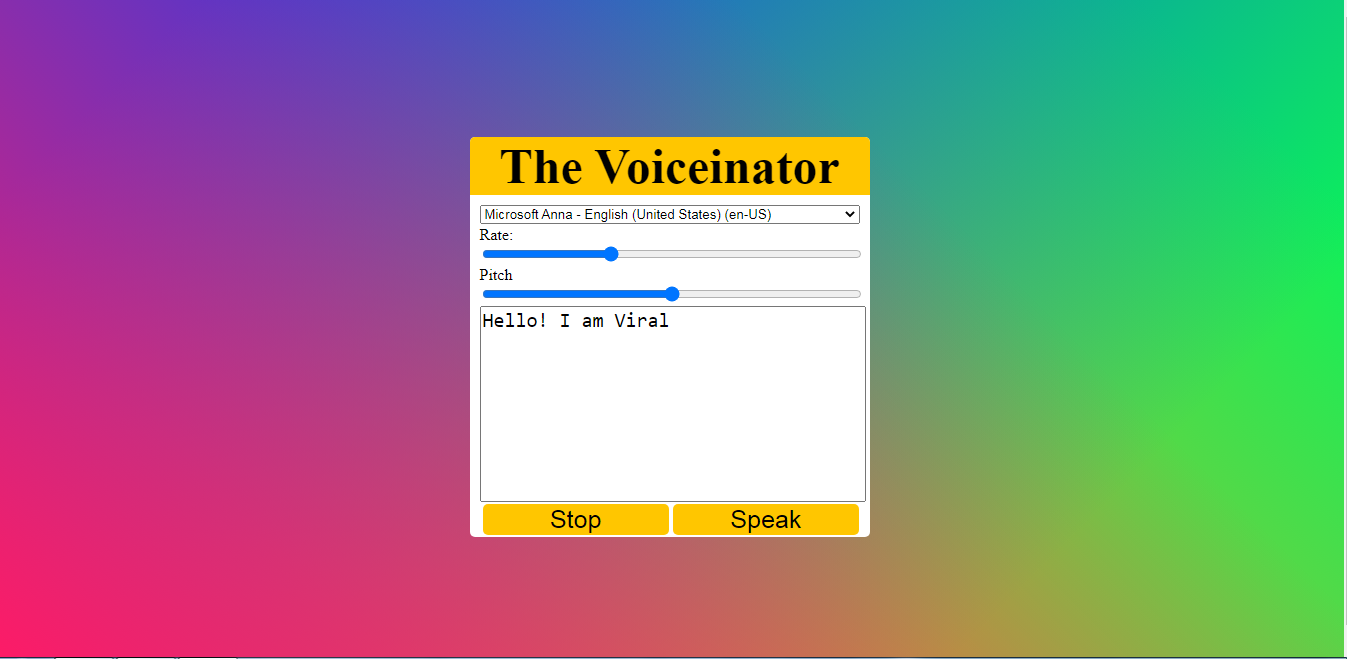 The Voiceinator
Microsoft Anna - English (United States) (en-US)
Rate:
Pitch
Hello! I am Viral
Stop Speak